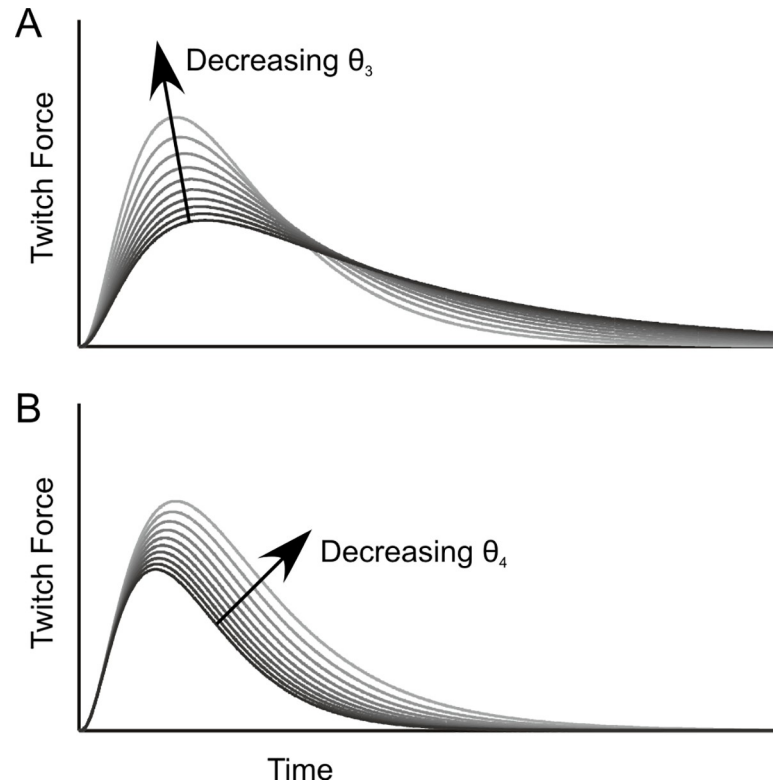 A
Decreasing θ₃
Twitch Force
B
Decreasing θ₄
Twitch Force
Time